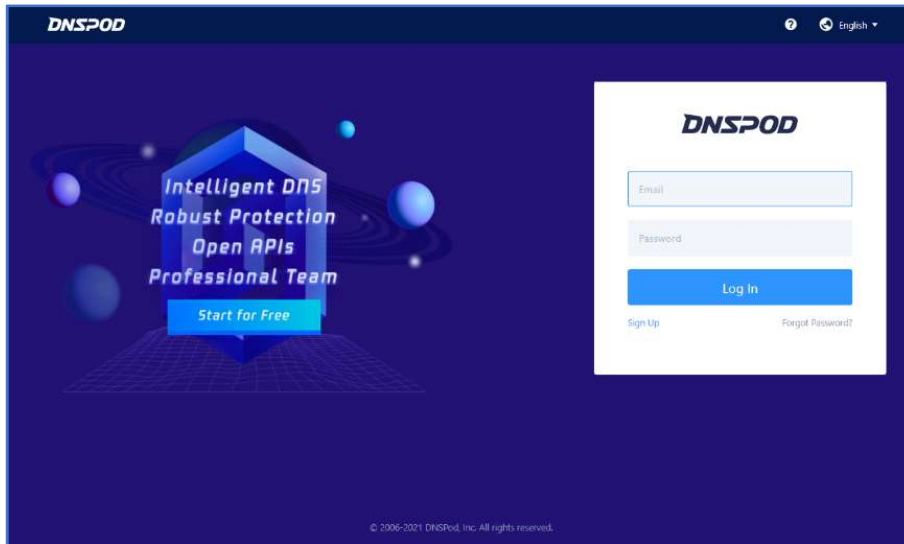 DNSPOD
English
Intelligent DNS
Robust Protection
Open APIs
Professional Team
Start for Free
DNSPOD
Email
Password
Log In
Sign Up
Forgot Password?
© 2006-2021 DNSPod, Inc. All rights reserved.